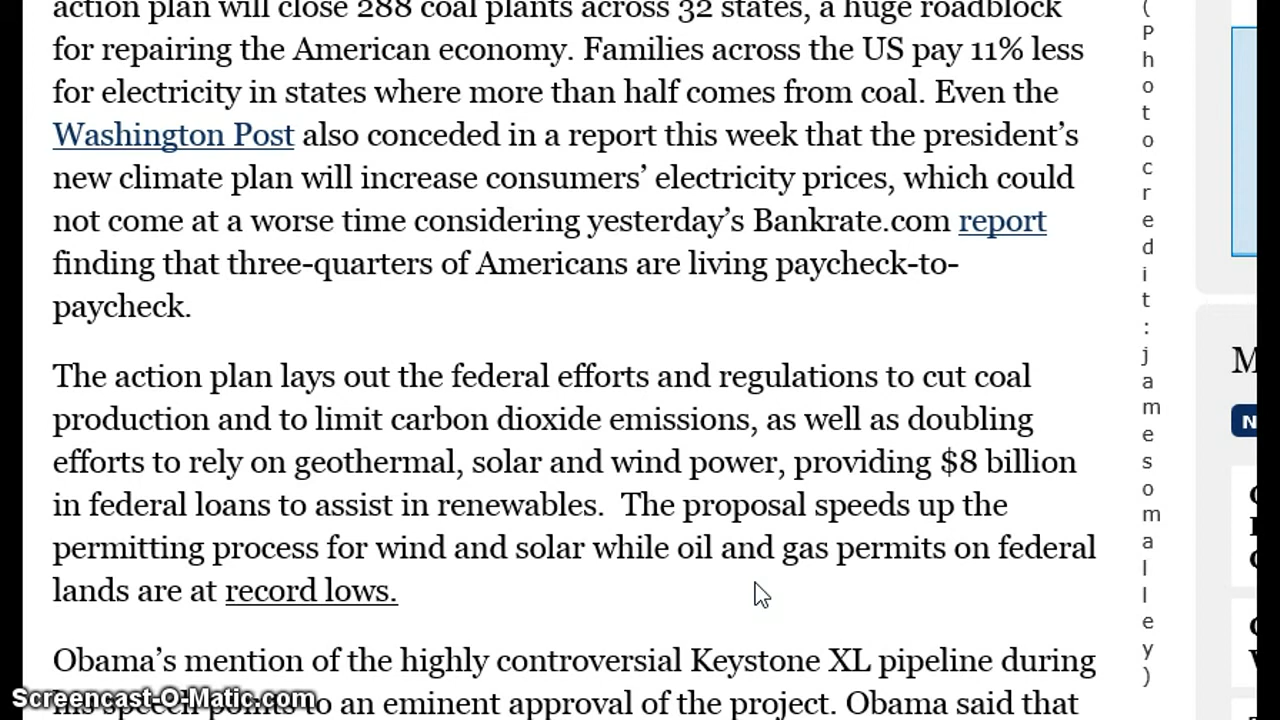 action plan will close 288 coal plants across 32 states, a huge roadblock
for repairing the American economy. Families across the US pay 11% less
for electricity in states where more than half comes from coal. Even the
Washington Post also conceded in a report this week that the president’s
new climate plan will increase consumers’ electricity prices, which could
not come at a worse time considering yesterday’s Bankrate.com report
finding that three-quarters of Americans are living paycheck-to-
paycheck.
The action plan lays out the federal efforts and regulations to cut coal
production and to limit carbon dioxide emissions, as well as doubling
efforts to rely on geothermal, solar and wind power, providing $8 billion
in federal loans to assist in renewables.  The proposal speeds up the
permitting process for wind and solar while oil and gas permits on federal
lands are at record lows.
Obama’s mention of the highly controversial Keystone XL pipeline during
his speech points to an eminent approval of the project. Obama said that
Screencast-O-Matic.com
(
P
h
o
t
o
c
r
e
d
i
t
:
j
a
m
e
s
o
m
a
l
l
e
y
)
M
N